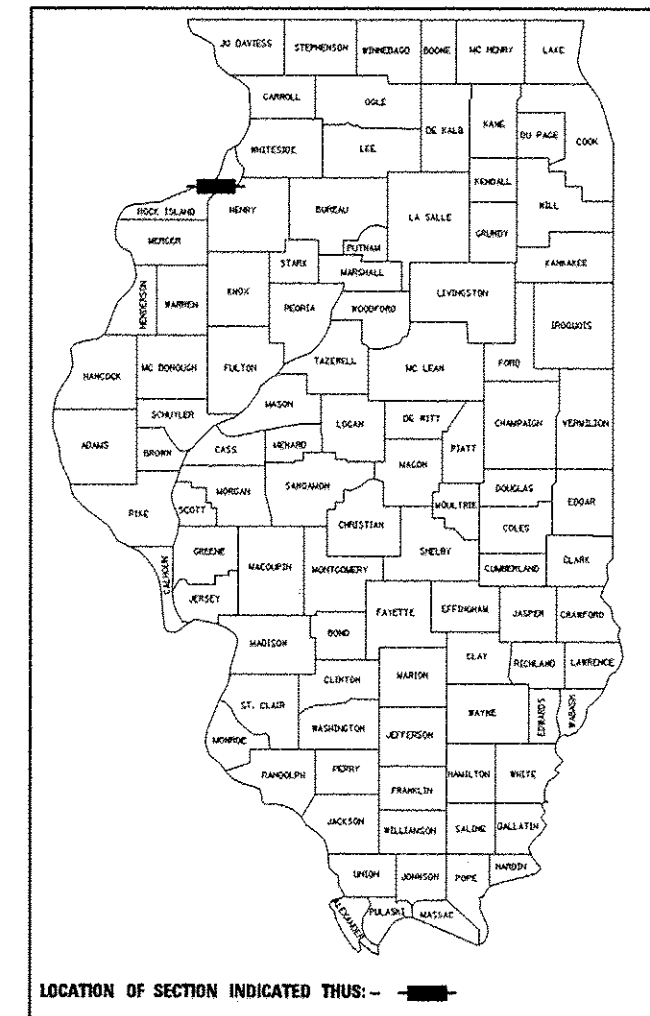 JO DAVIESS STEPHENSON WINNEBAGO BOONE MC HENRY LAKE
CARROLL OGLE DE KALB KANE DU PAGE COOK
WHITESIDE LEE KENDALL WILL
ROCK ISLAND HENRY BUREAU LA SALLE GRUNDY
MERCER PUTNAM KANKAKEE
STARK MARSHALL LIVINGSTON
HENDERSON WARREN KNOX PEORIA WOODFORD IROQUOIS
HANCOCK MC DONOUGH FULTON TAZEWELL MC LEAN FORD
SCHUYLER MASON LOGAN DE WITT CHAMPAIGN VERMILION
ADAMS BROWN CASS MENARD PIATT
MACON
PIKE SCOTT MORGAN SANGAMON MOULTRIE DOUGLAS EDGAR
CHRISTIAN COLES
CALHOUN GREENE MACOUPIN MONTGOMERY SHELBY CUMBERLAND CLARK
JERSEY FAYETTE EFFINGHAM JASPER CRAWFORD
MADISON BOND
CLAY RICHLAND LAWRENCE
CLINTON MARION
ST. CLAIR WAYNE EDWARDS WABASH
WASHINGTON JEFFERSON
MONROE
RANDOLPH PERRY HAMILTON WHITE
FRANKLIN
JACKSON WILLIAMSON SALINE GALLATIN
UNION JOHNSON POPE HARDIN
ALEXANDER PULASKI MASSAC
LOCATION OF SECTION INDICATED THUS: -